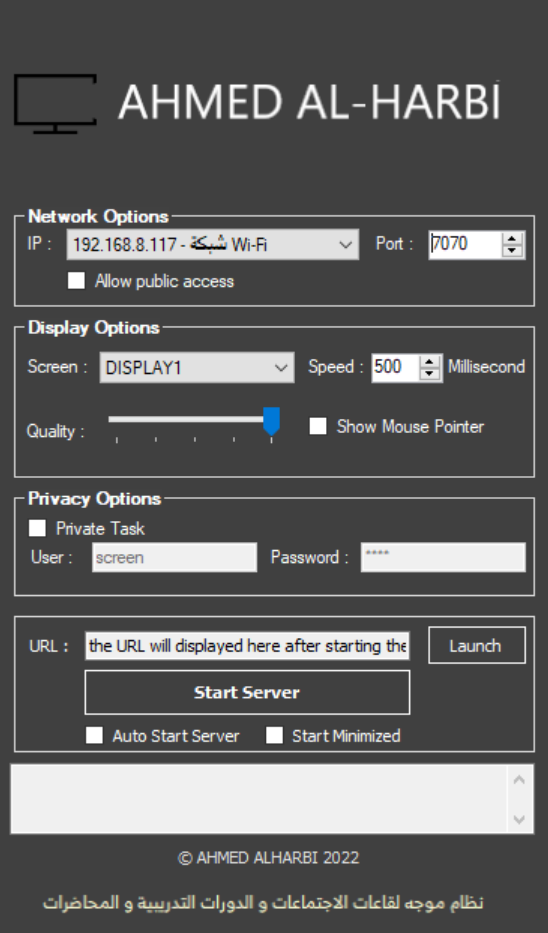 AHMED AL-HARBI
Network Options
IP : 192.168.8.117 - شبكة Wi-Fi Port : 7070
Allow public access
Display Options
Screen : DISPLAY1 Speed : 500 Millisecond
Quality : Show Mouse Pointer
Privacy Options
Private Task
User : screen Password : ****
URL : the URL will displayed here after starting the Launch
Start Server
Auto Start Server Start Minimized
© AHMED ALHARBI 2022
نظام موجه لقاعات الاجتماعات و الدورات التدريبية و المحاضرات